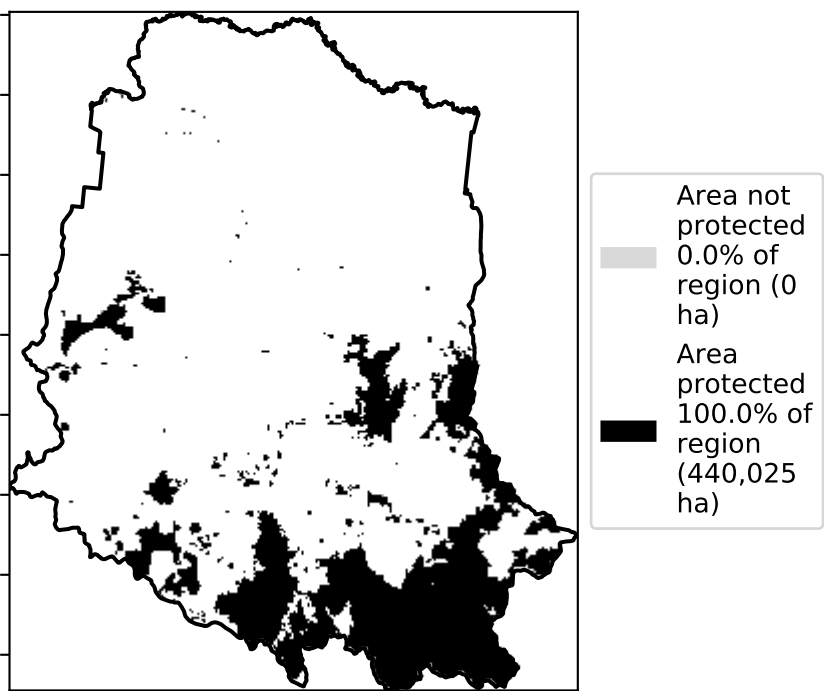 Area not
protected
0.0% of
region (0
ha)
Area
protected
100.0% of
region
(440,025
ha)